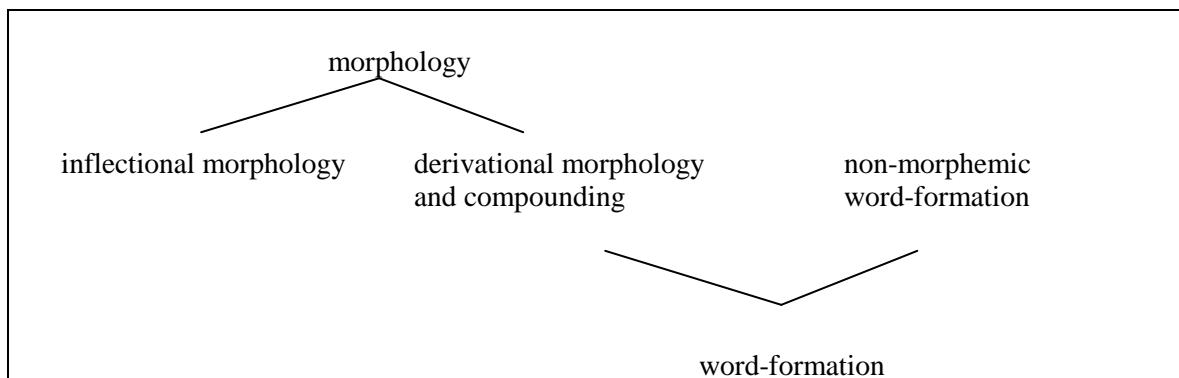 morphology
inflectional morphology
derivational morphology
and compounding
non-morphemic
word-formation
word-formation